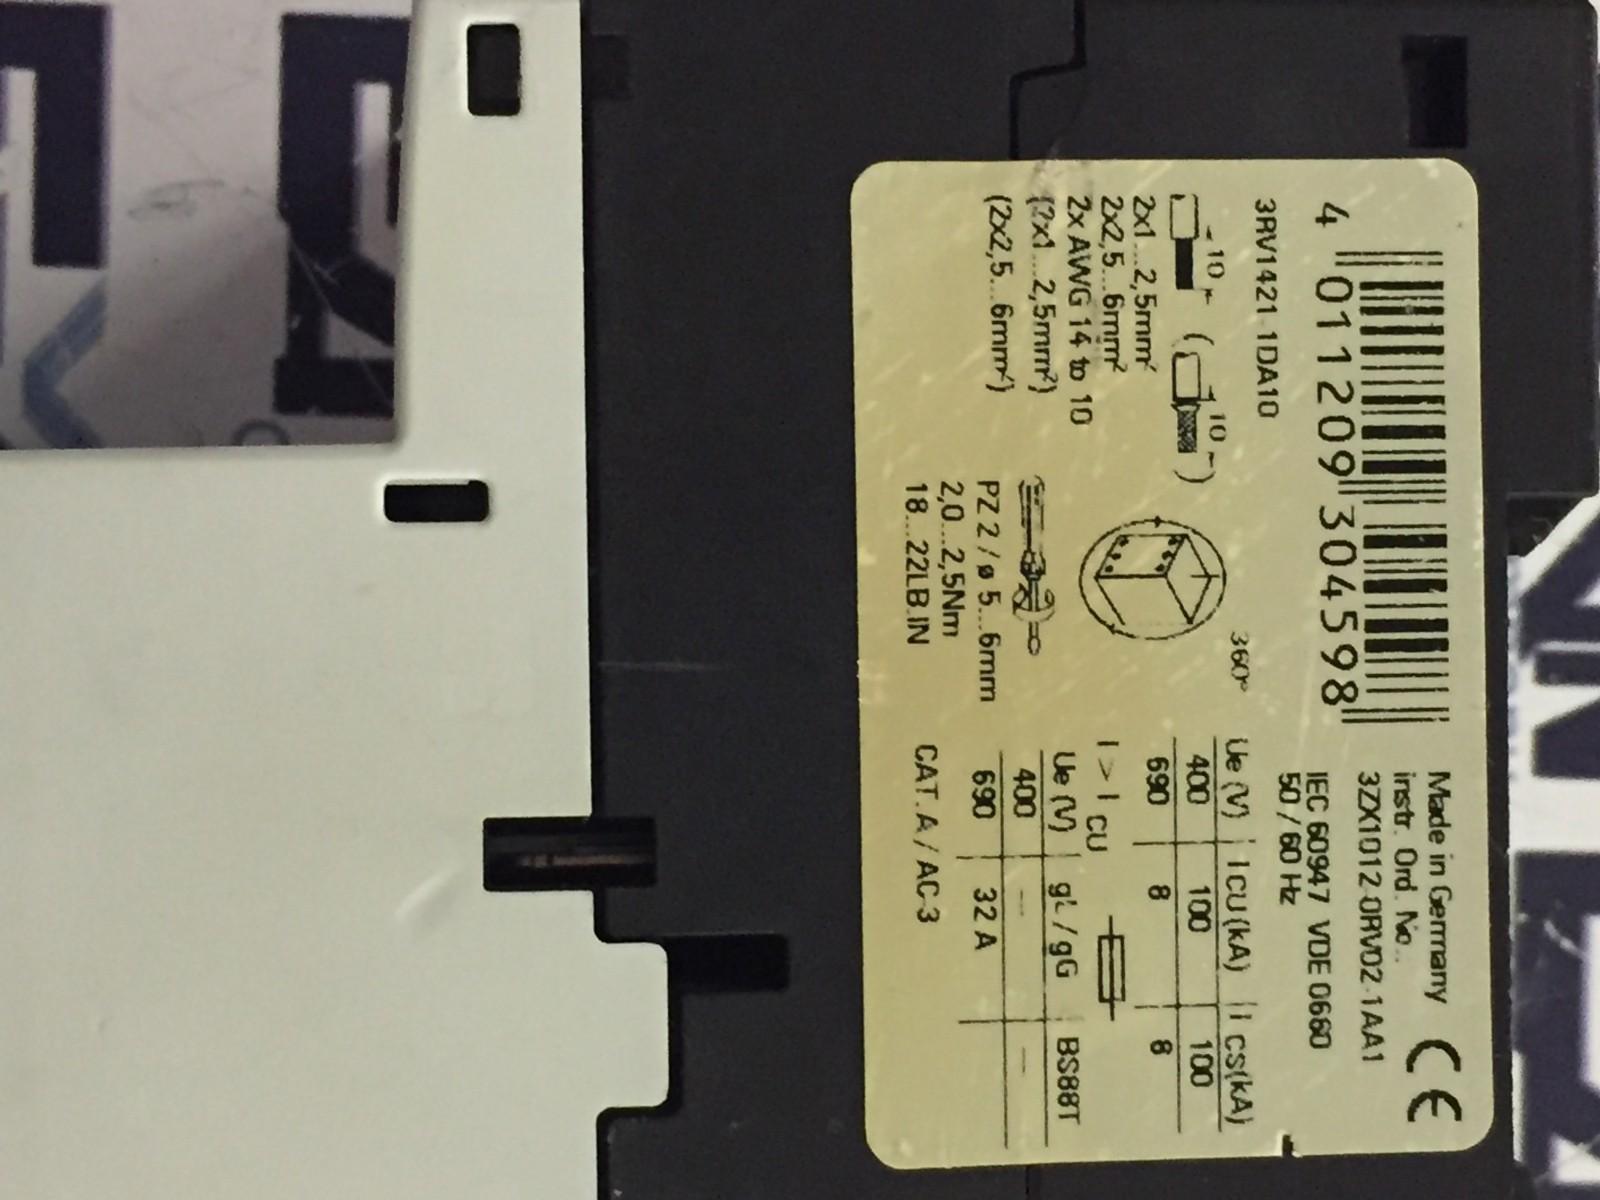 4 011209 304598
3RV1421-1DA10
10
( 10 )
2x1...2,5mm²
2x2,5...6mm²
2x AWG 14 to 10
(2x1...2,5mm²)
(2x2,5...6mm²)
360°
PZ 2 / ø 5...6mm
2,0...2,5Nm
18...22LB.IN
Made in Germany
CE
instr. Ord. No..
3ZX1012-0RV02-1AA1
IEC 60947 VDE 0660
50 / 60 Hz
Ue (V) I CU(kA) I CS(kA)
400 100 100
690 8 8
I > I CU
Ue (V) gL / gG BS88T
400 — —
690 32 A
CAT. A / AC-3